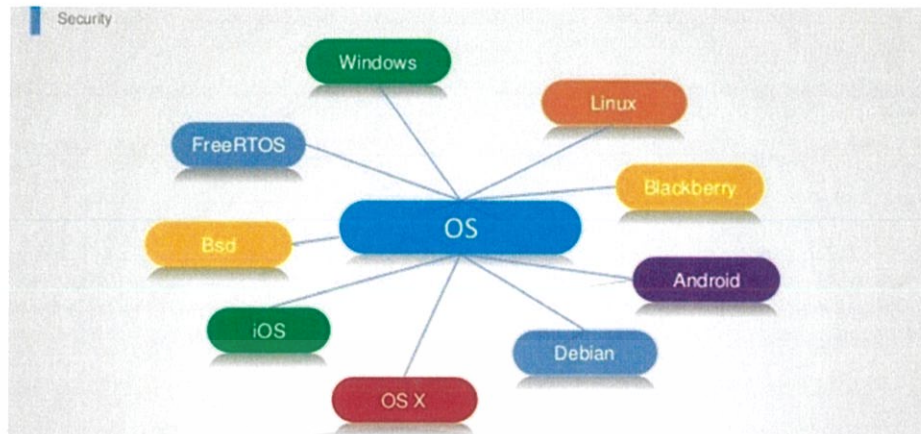 Security
Windows
Linux
FreeRTOS
Blackberry
OS
Bsd
Android
iOS
Debian
OS X